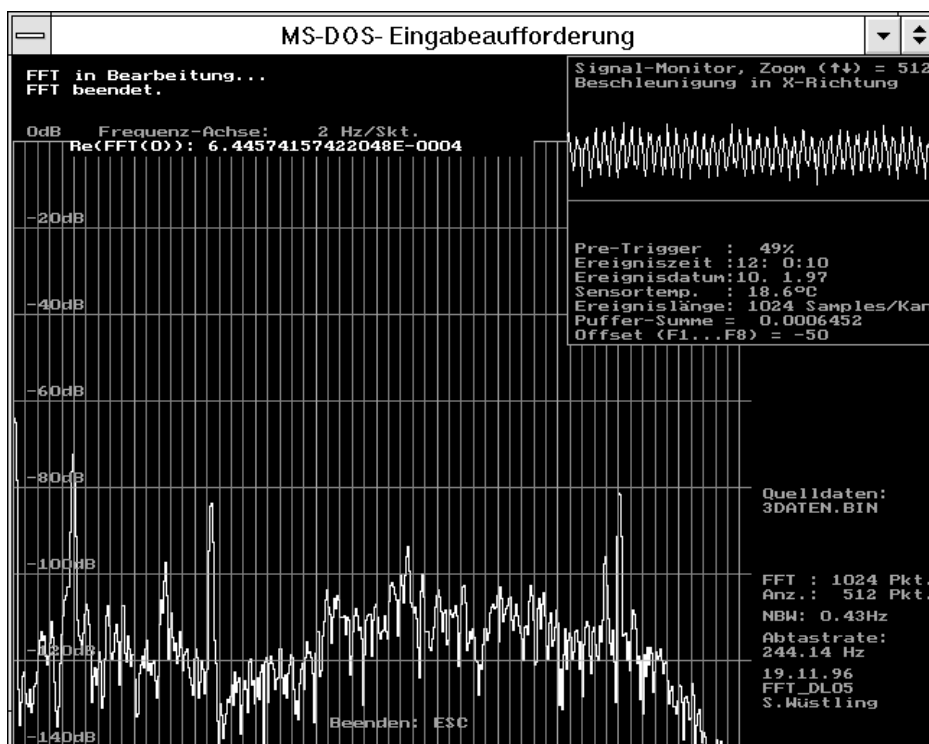 MS-DOS- Eingabeaufforderung
FFT in Bearbeitung...
FFT beendet.
0dB Frequenz-Achse: 2 Hz/Skt.
Re(FFT(0)): 6.44574157422048E-0004
-20dB
-40dB
-60dB
-80dB
-100dB
-120dB
-140dB
Beenden: ESC
Signal-Monitor, Zoom (↑↓) = 512
Beschleunigung in X-Richtung
Pre-Trigger : 49%
Ereigniszeit :12: 0:10
Ereignisdatum:10. 1.97
Sensortemp. : 18.6ºC
Ereignislänge: 1024 Samples/Kan
Puffer-Summe = 0.0006452
Offset (F1...F8) = -50
Quelldaten:
3DATEN.BIN
FFT : 1024 Pkt.
Anz.: 512 Pkt.
NBW: 0.43Hz
Abtastrate:
244.14 Hz
19.11.96
FFT_DL05
S.Wüstling